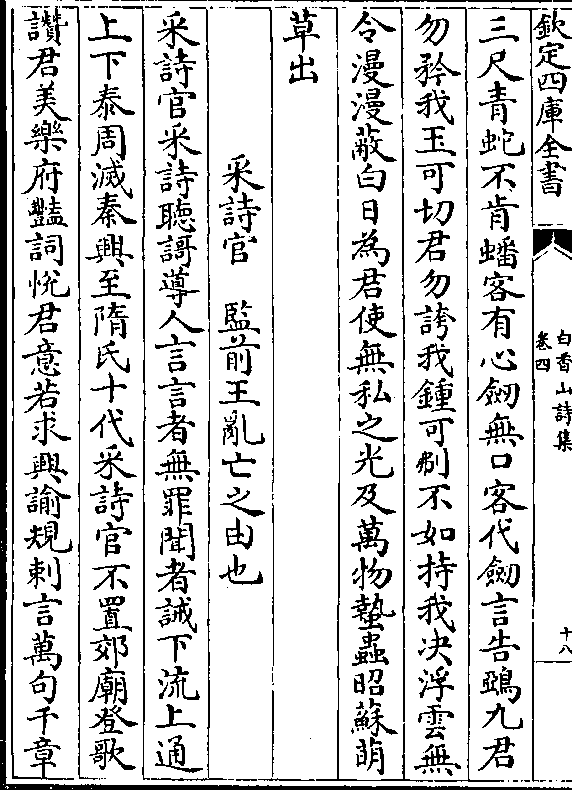 欽定四庫全書
白香山詩集
卷四
十八
三尺青蛇不肯蟠客有心劒無口客代劒言告鵶九君
勿矜我玉可切君勿誇我鍾可刜不如持我决浮雲無
令漫漫蔽白日為君使無私之光及萬物蟄蟲昭蘇萌
草出
采詩官　監前王亂亡之由也
采詩官采詩聽謌導人言言者無罪聞者誡下流上通
上下泰周滅秦興至隋氏十代采詩官不置郊廟登歌
讃君美樂府豔詞悅君意若求興諭規刺言萬句千章